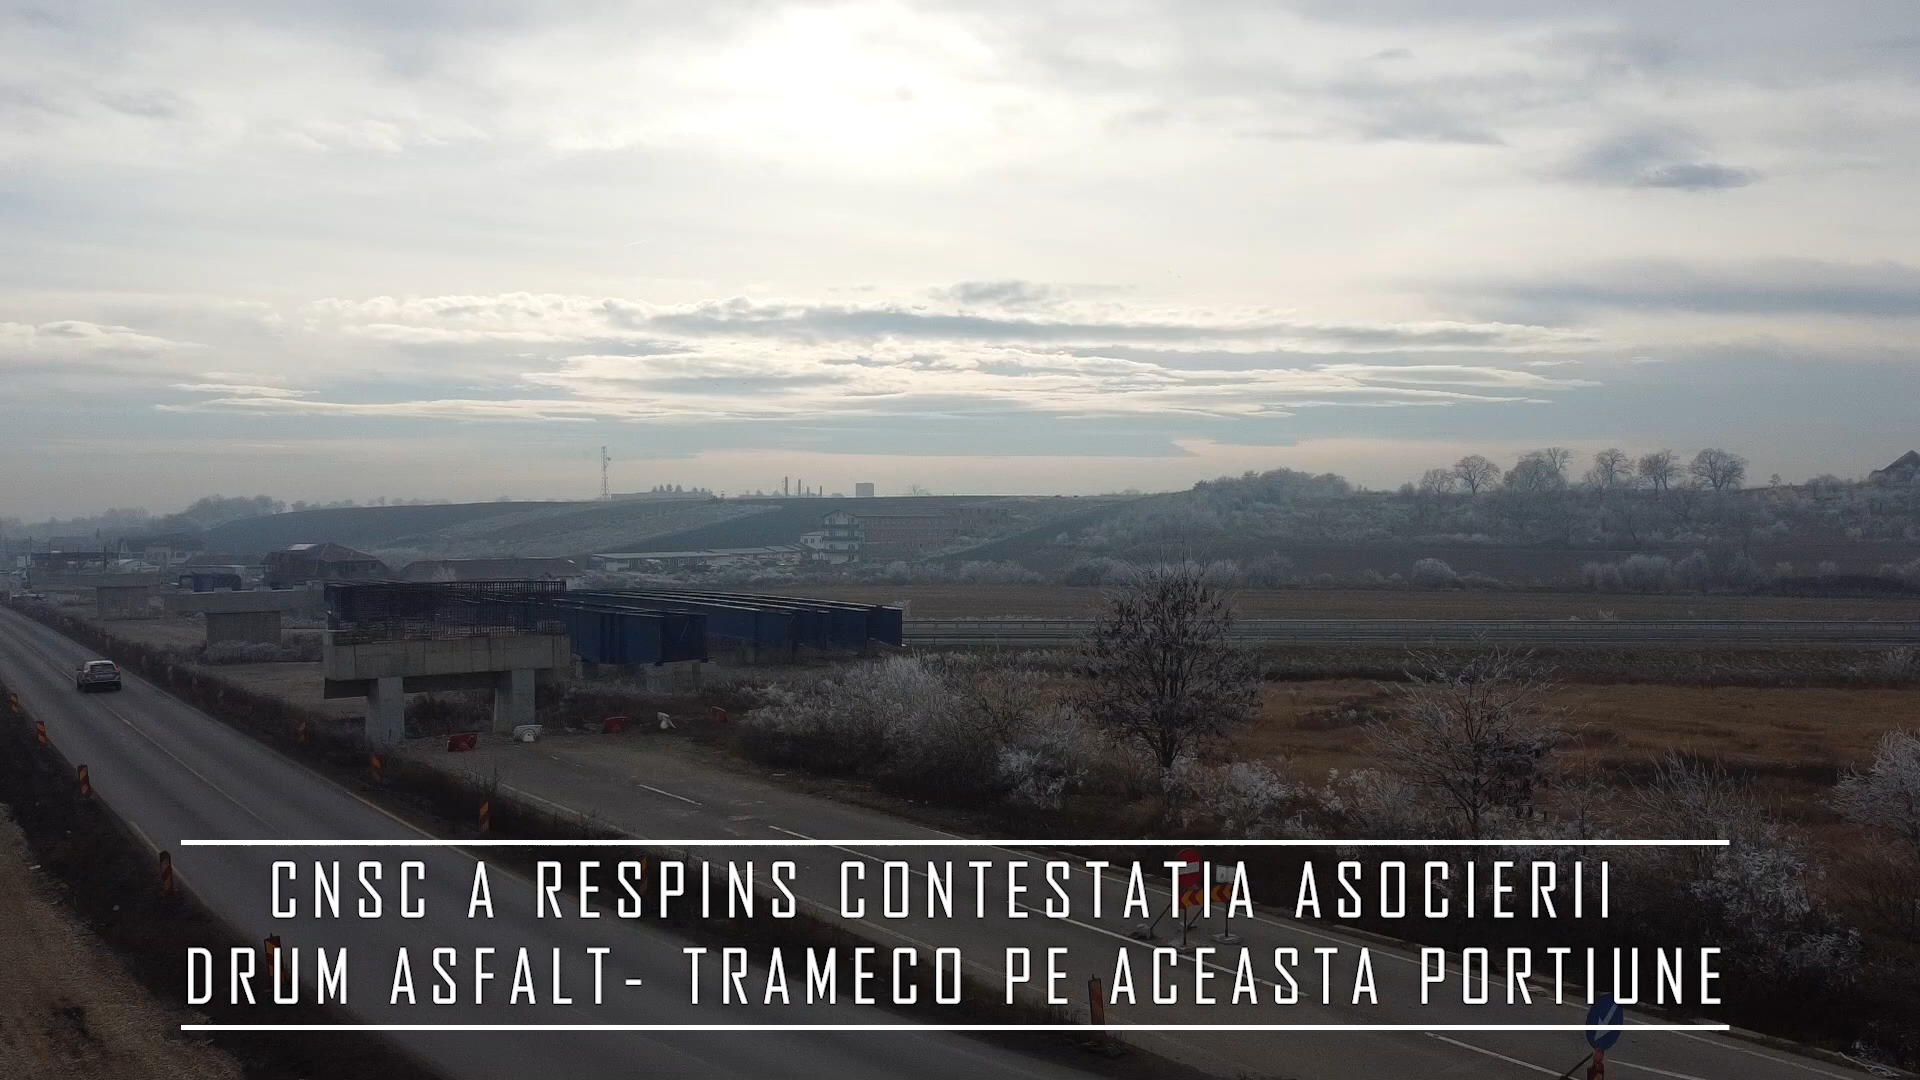 CNSC A RESPINS CONTESTATIA ASOCIERII
DRUM ASFALT- TRAMECO PE ACEASTA PORTIUNE